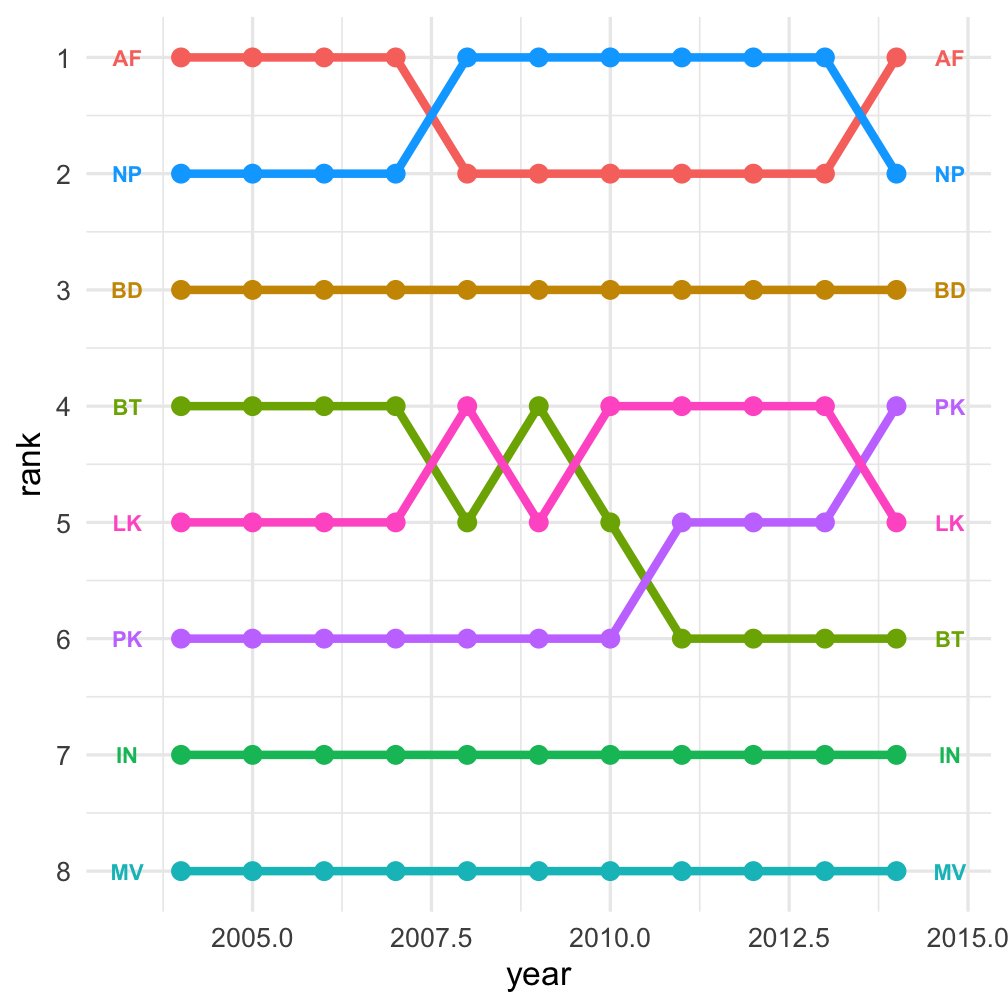 1 AF AF
2 NP NP
3 BD BD
4 BT PK
rank
5 LK LK
6 PK BT
7 IN IN
8 MV MV
2005.0 2007.5 2010.0 2012.5 2015.0
year